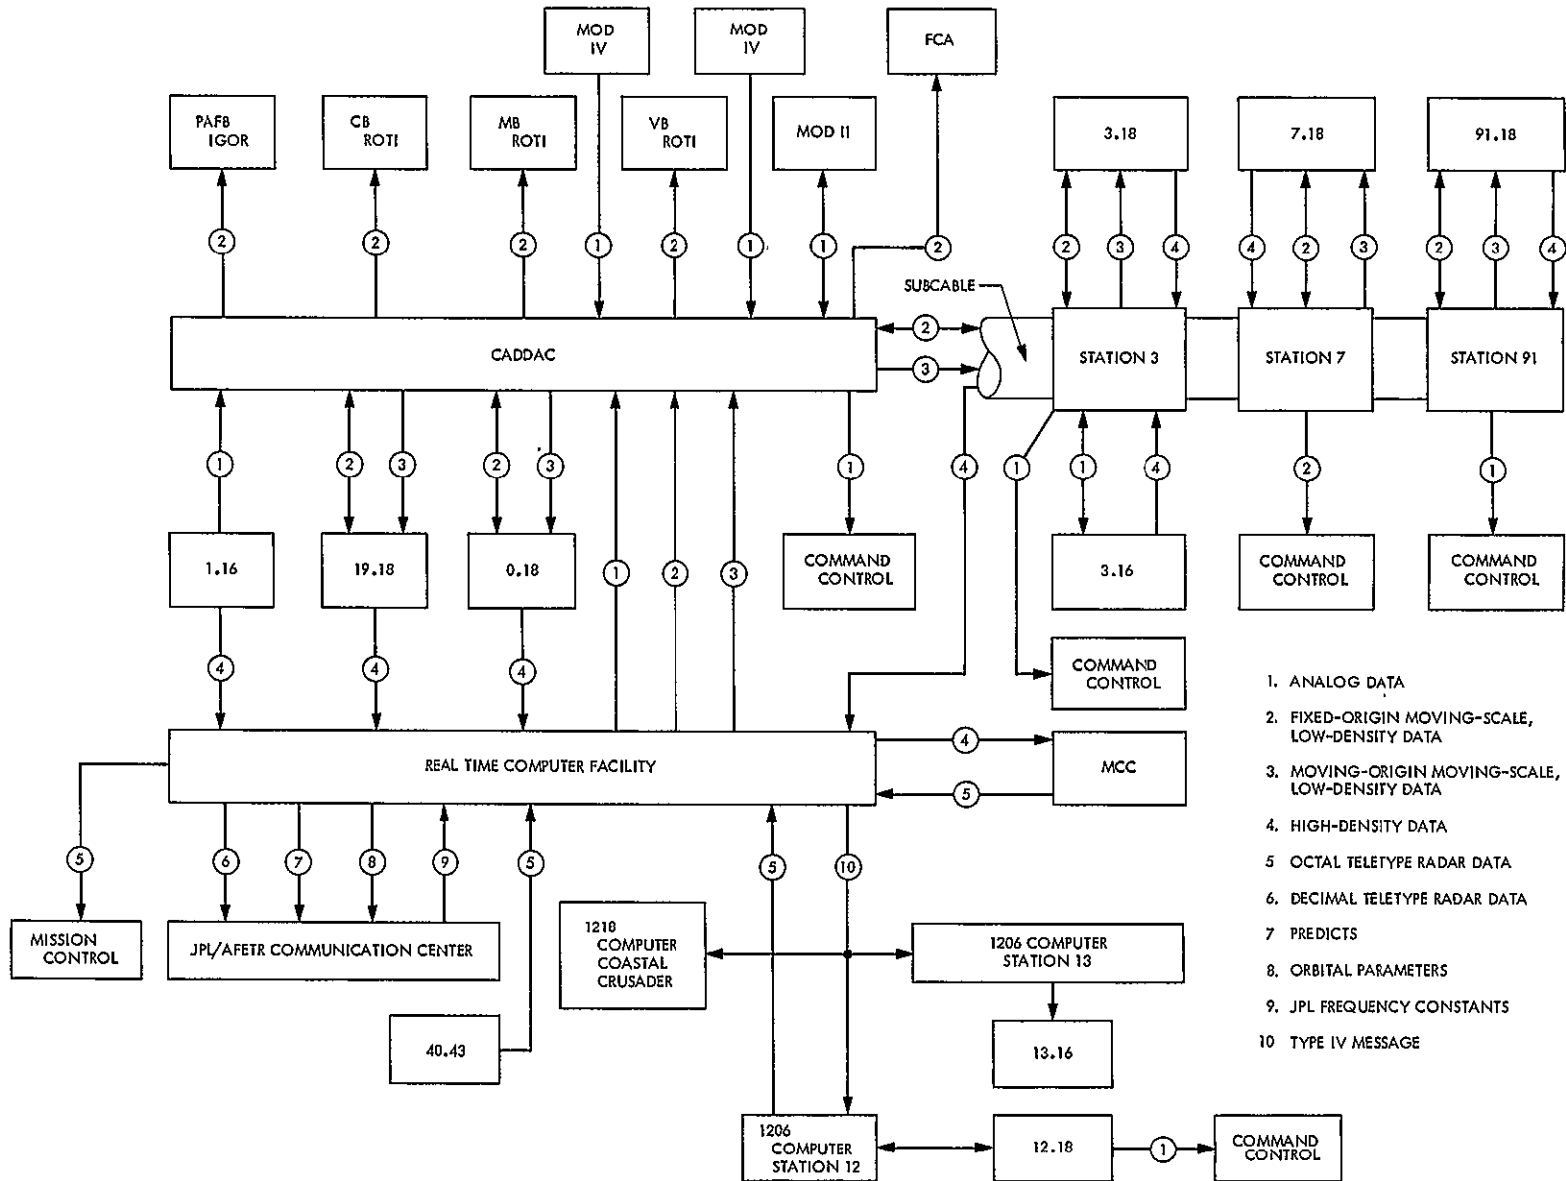 MOD
IV
MOD
IV
FCA
PAFB
IGOR
CB
ROTI
MB
ROTI
VB
ROTI
MOD II
3.18
7.18
91.18
2
2
2
1
2
1
1
2
2
3
4
4
2
3
2
3
4
SUBCABLE
CADDAC
2
3
STATION 3
STATION 7
STATION 91
1
2
3
2
3
1
4
1
1
4
2
1
1.16
19.18
0.18
1
2
3
COMMAND
CONTROL
3.16
COMMAND
CONTROL
COMMAND
CONTROL
4
4
4
COMMAND
CONTROL
REAL TIME COMPUTER FACILITY
4
5
MCC
5
6
7
8
9
5
5
10
MISSION
CONTROL
JPL/AFETR COMMUNICATION CENTER
1218
COMPUTER
COASTAL
CRUSADER
1206 COMPUTER
STATION 13
40.43
13.16
1206
COMPUTER
STATION 12
12.18
1
COMMAND
CONTROL
1. ANALOG DATA
2. FIXED-ORIGIN MOVING-SCALE,
LOW-DENSITY DATA
3. MOVING-ORIGIN MOVING-SCALE,
LOW-DENSITY DATA
4. HIGH-DENSITY DATA
5 OCTAL TELETYPE RADAR DATA
6. DECIMAL TELETYPE RADAR DATA
7 PREDICTS
8. ORBITAL PARAMETERS
9. JPL FREQUENCY CONSTANTS
10 TYPE IV MESSAGE